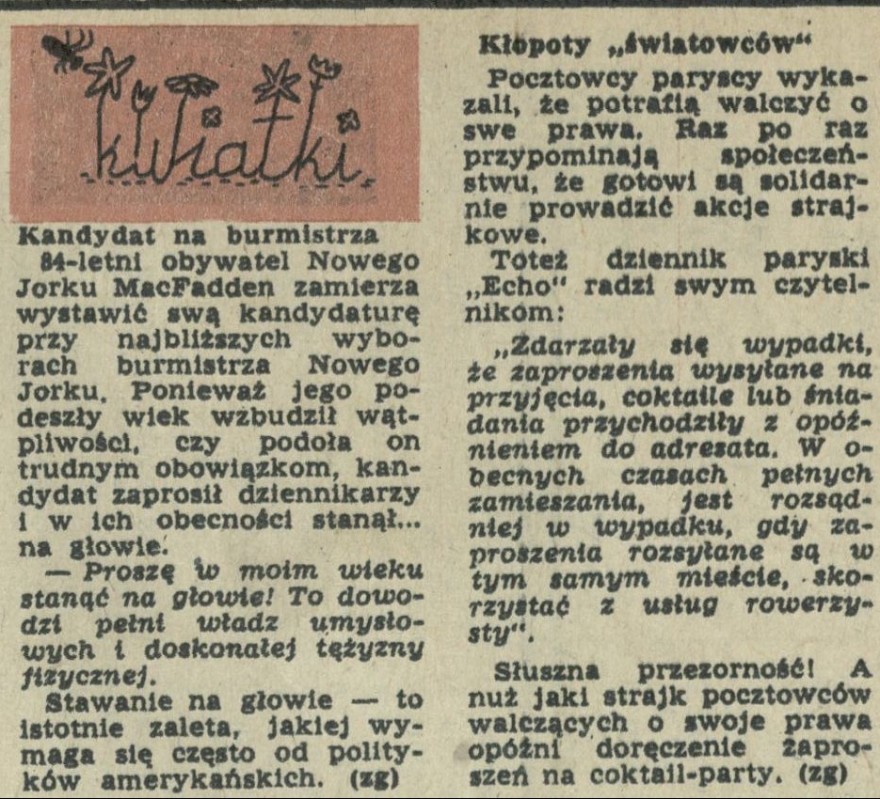 kwiatki
Kandydat na burmistrza
84-letni obywatel Nowego
Jorku MacFadden zamierza
wystawić swą kandydaturę
przy najbliższych wybo-
rach burmistrza Nowego
Jorku. Ponieważ jego po-
deszły wiek wzbudził wąt-
pliwości, czy podoła on
trudnym obowiązkom, kan-
dydat zaprosił dziennikarzy
i w ich obecności stanął...
na głowie.
— Proszę w moim wieku
stanąć na głowie! To dowo-
dzi pełni władz umysło-
wych i doskonałej tężyzny
fizycznej.
Stawanie na głowie — to
istotnie zaleta, jakiej wy-
maga się często od polity-
ków amerykańskich. (zg)
Kłopoty „światowców“
Pocztowcy paryscy wyka-
zali, że potrafią walczyć o
swe prawa. Raz po raz
przypominają społeczeń-
stwu, że gotowi są solidar-
nie prowadzić akcje straj-
kowe.
Toteż dziennik paryski
„Echo“ radzi swym czytel-
nikom:
„Zdarzały się wypadki,
że zaproszenia wysyłane na
przyjęcia, coktaile lub śnia-
dania przychodziły z opóź-
nieniem do adresata. W o-
becnych czasach pełnych
zamieszania, jest rozsąd-
niej w wypadku, gdy za-
proszenia rozsyłane są w
tym samym mieście, sko-
rzystać z usług rowerzy-
sty“.
Słuszna przezorność! A
nuż jaki strajk pocztowców
walczących o swoje prawa
opóźni doręczenie zapro-
szeń na coktail-party. (zg)